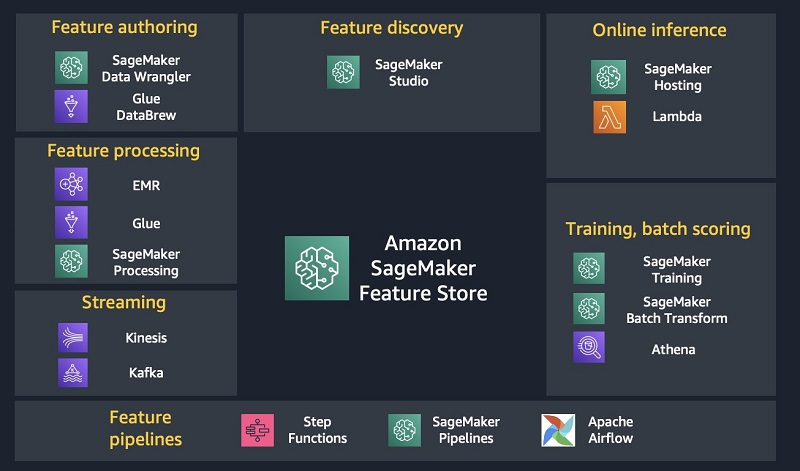 Feature authoring
SageMaker
Data Wrangler
Glue
DataBrew
Feature discovery
SageMaker
Studio
Online inference
SageMaker
Hosting
Lambda
Feature processing
EMR
Glue
SageMaker
Processing
Amazon
SageMaker
Feature Store
Training, batch scoring
SageMaker
Training
SageMaker
Batch Transform
Athena
Streaming
Kinesis
Kafka
Feature
pipelines
Step
Functions
SageMaker
Pipelines
Apache
Airflow